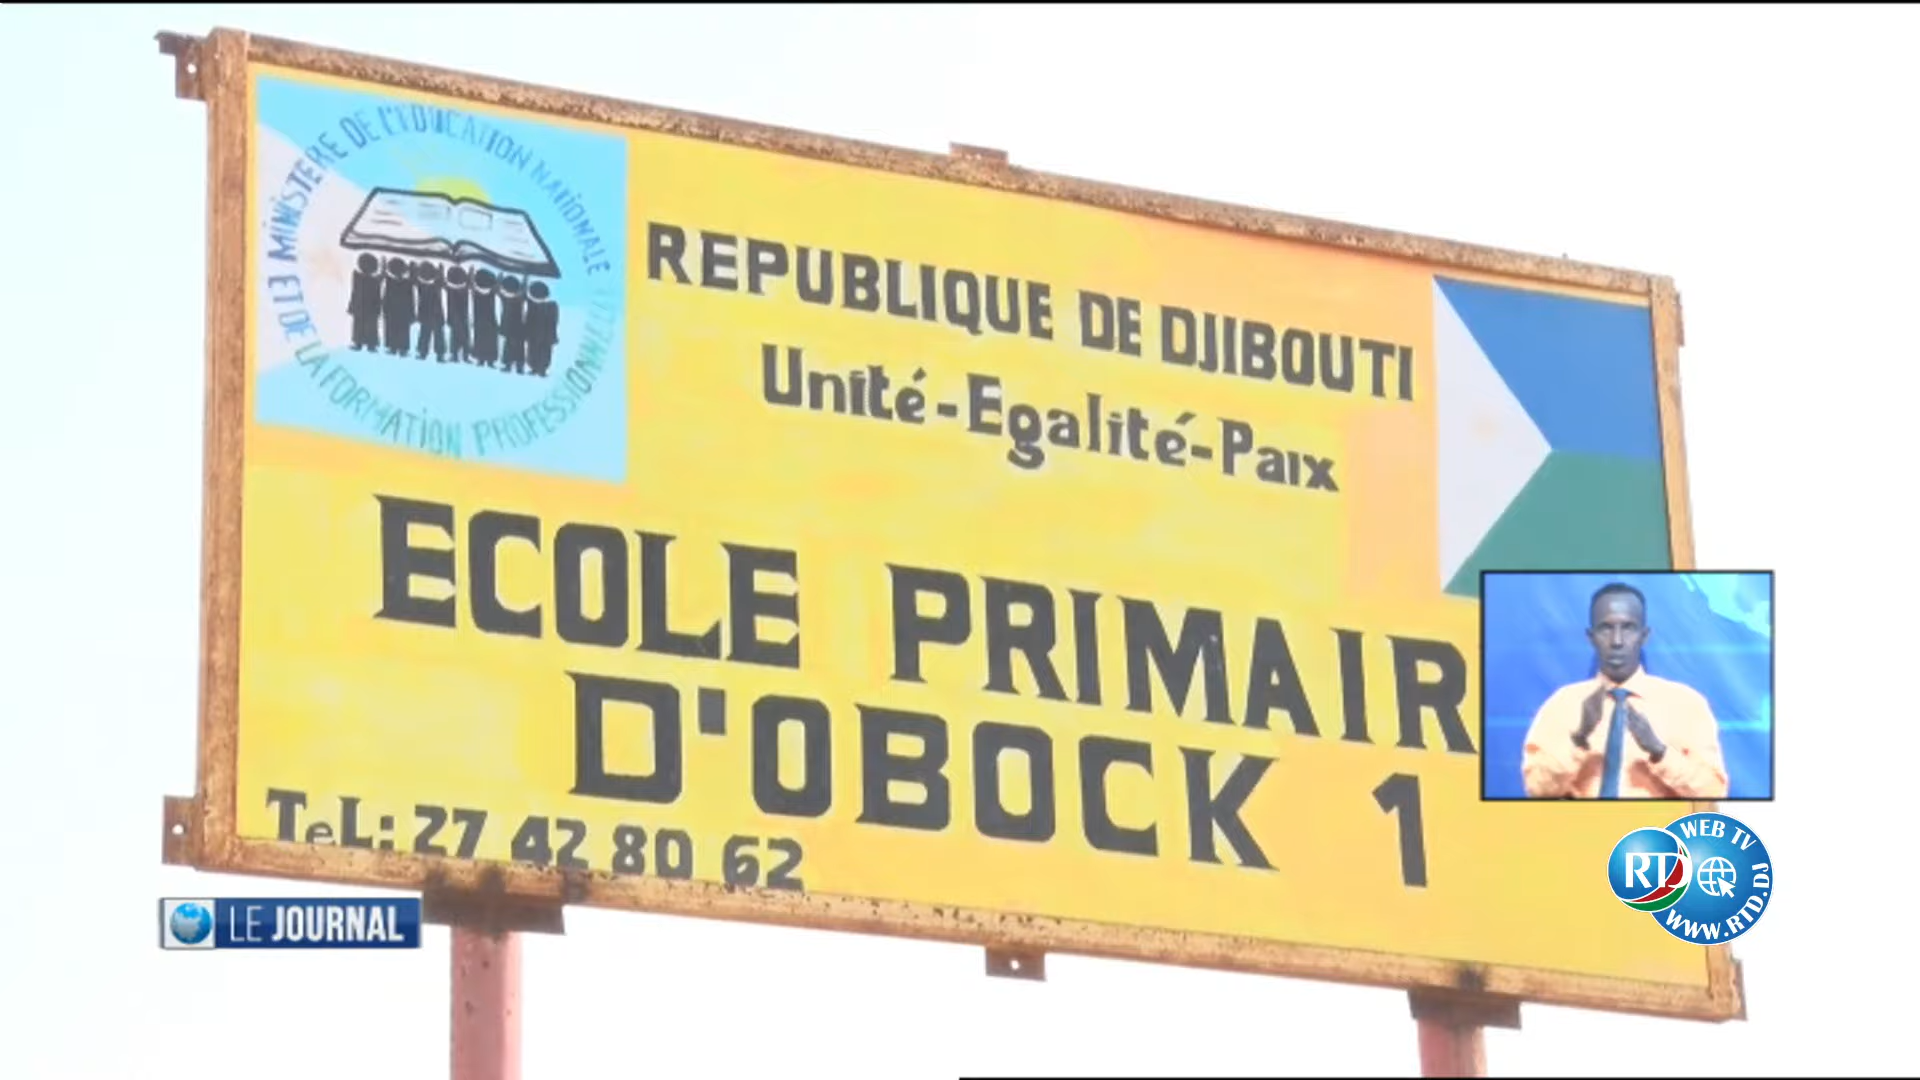 MINISTERE DE L'EDUCATION NATIONALE
ET DE LA FORMATION PROFESSIONNELLE
REPUBLIQUE DE DJIBOUTI
Unité-Egalité-Paix
ECOLE PRIMAIR
D'OBOCK 1
TeL: 27 42 80 62
LE JOURNAL
WEB TV
RTD
WWW.RTD.DJ